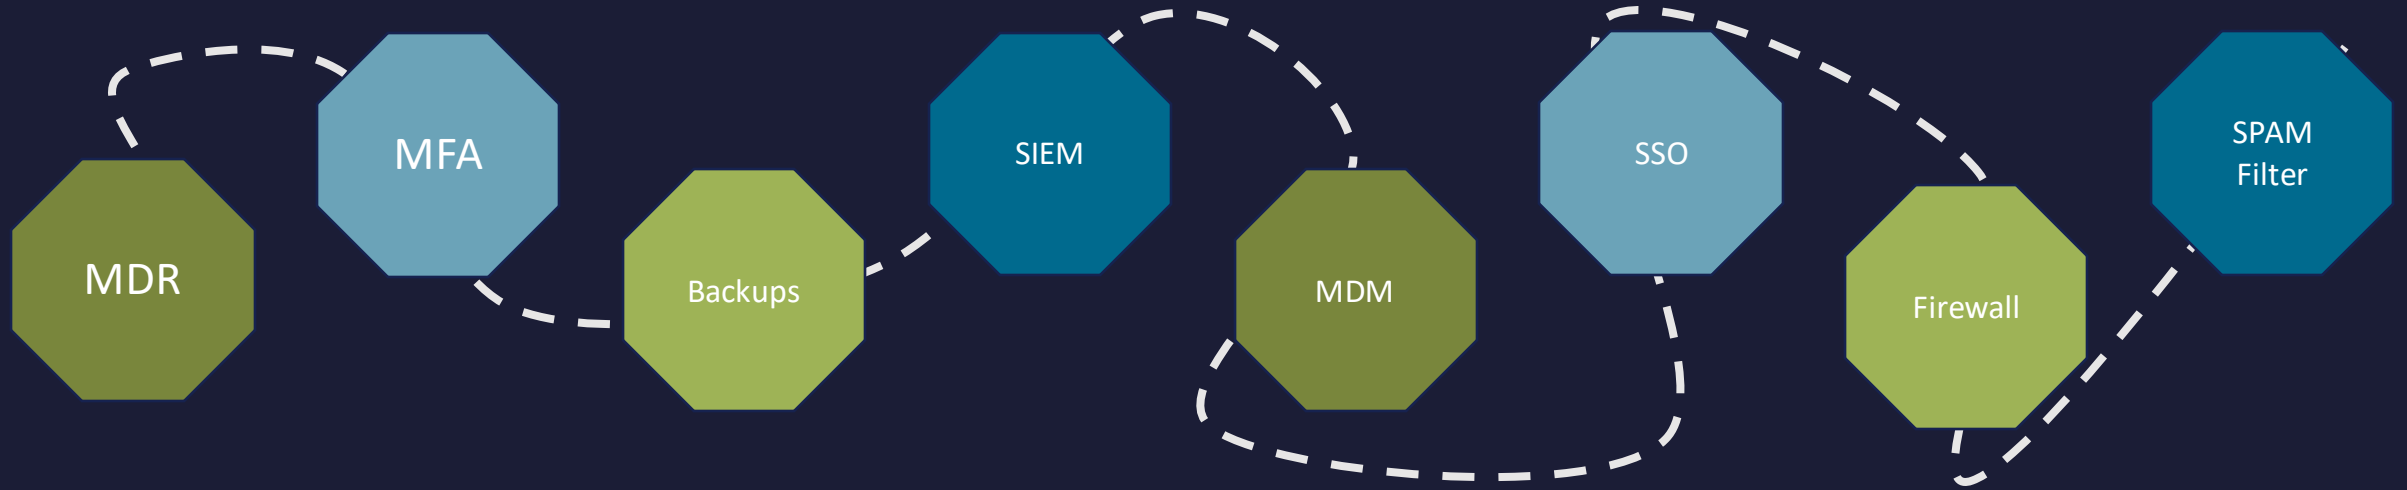 MDR
MFA
Backups
SIEM
MDM
SSO
Firewall
SPAM
Filter